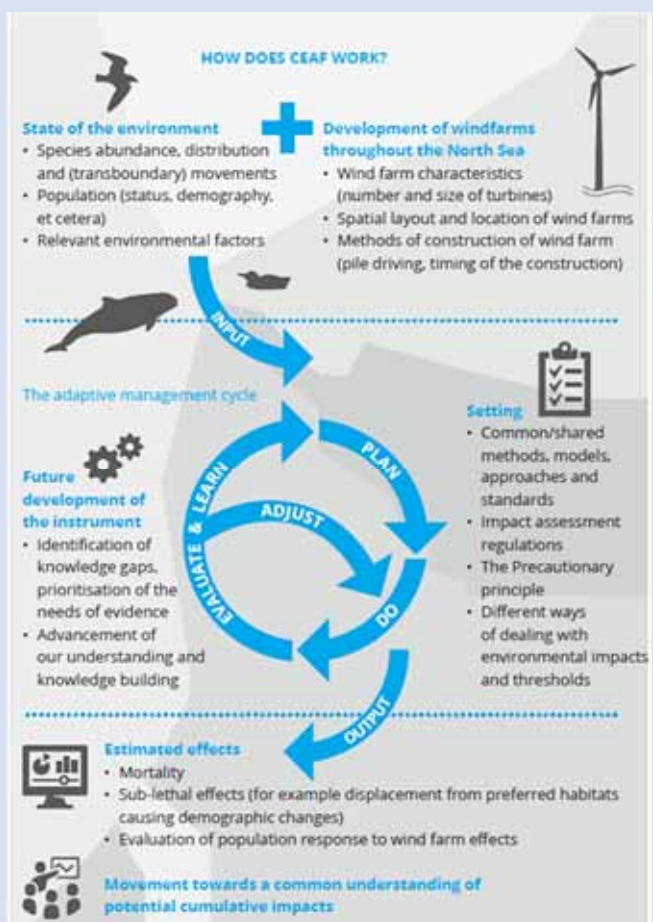 HOW DOES CEAF WORK?
State of the environment
• Species abundance, distribution
and (transboundary) movements
• Population (status, demography,
et cetera)
• Relevant environmental factors
Development of windfarms
throughout the North Sea
• Wind farm characteristics
(number and size of turbines)
• Spatial layout and location of wind farms
• Methods of construction of wind farm
(pile driving, timing of the construction)
INPUT
The adaptive management cycle
PLAN
DO
EVALUATE & LEARN
ADJUST
Future
development of
the instrument
• Identification of
knowledge gaps,
prioritisation of the
needs of evidence
• Advancement of
our understanding and
knowledge building
Setting
• Common/shared
methods, models,
approaches and
standards
• Impact assessment
regulations
• The Precautionary
principle
• Different ways
of dealing with
environmental impacts
and thresholds
OUTPUT
Estimated effects
• Mortality
• Sub-lethal effects (for example displacement from preferred habitats
causing demographic changes)
• Evaluation of population response to wind farm effects
Movement towards a common understanding of
potential cumulative impacts